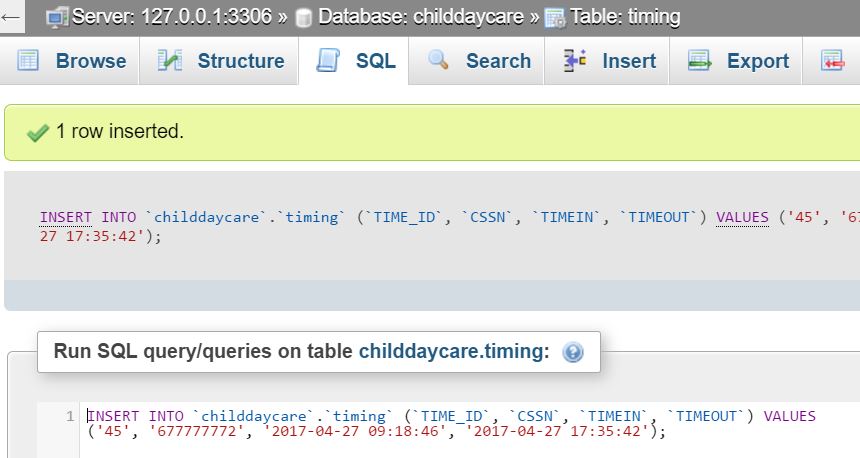 Server: 127.0.0.1:3306 » Database: childdaycare » Table: timing
Browse Structure SQL Search Insert Export
1 row inserted.
INSERT INTO `childdaycare`.`timing` (`TIME_ID`, `CSSN`, `TIMEIN`, `TIMEOUT`) VALUES ('45', '67
27 17:35:42');
Run SQL query/queries on table childdaycare.timing:
1 INSERT INTO `childdaycare`.`timing` (`TIME_ID`, `CSSN`, `TIMEIN`, `TIMEOUT`) VALUES
('45', '677777772', '2017-04-27 09:18:46', '2017-04-27 17:35:42');